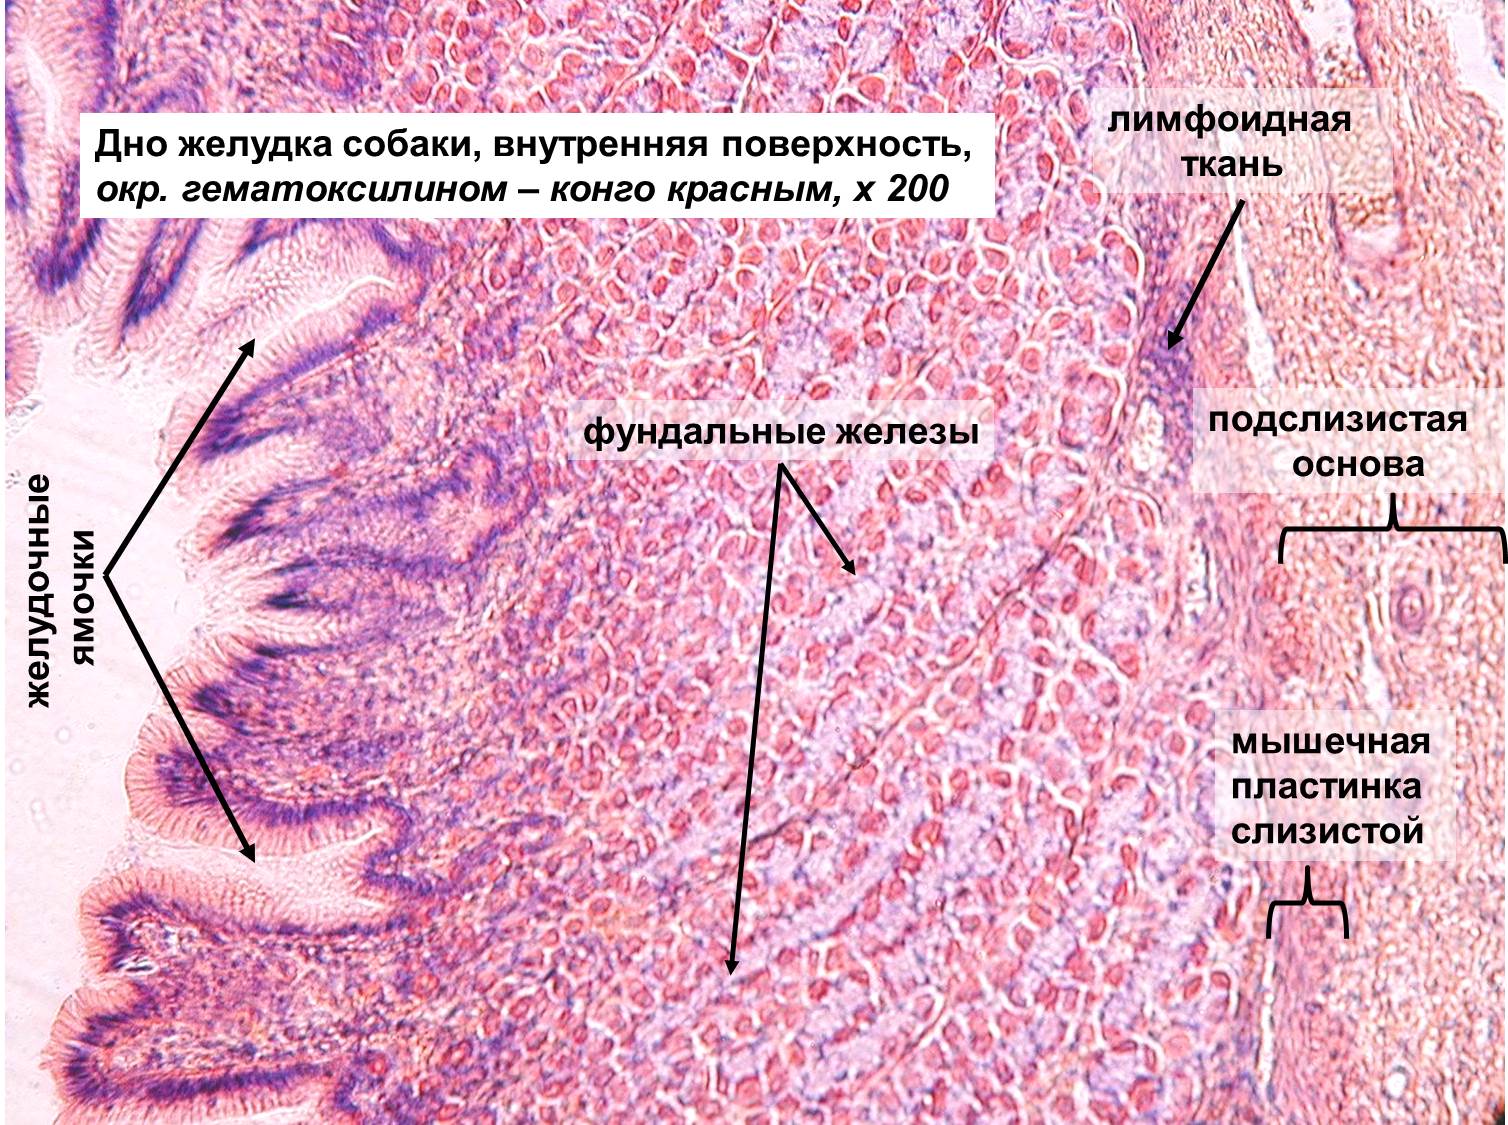 Дно желудка собаки, внутренняя поверхность,
окр. гематоксилином – конго красным, х 200
лимфоидная
ткань
фундальные железы
подслизистая
основа
желудочные
ямочки
мышечная
пластинка
слизистой